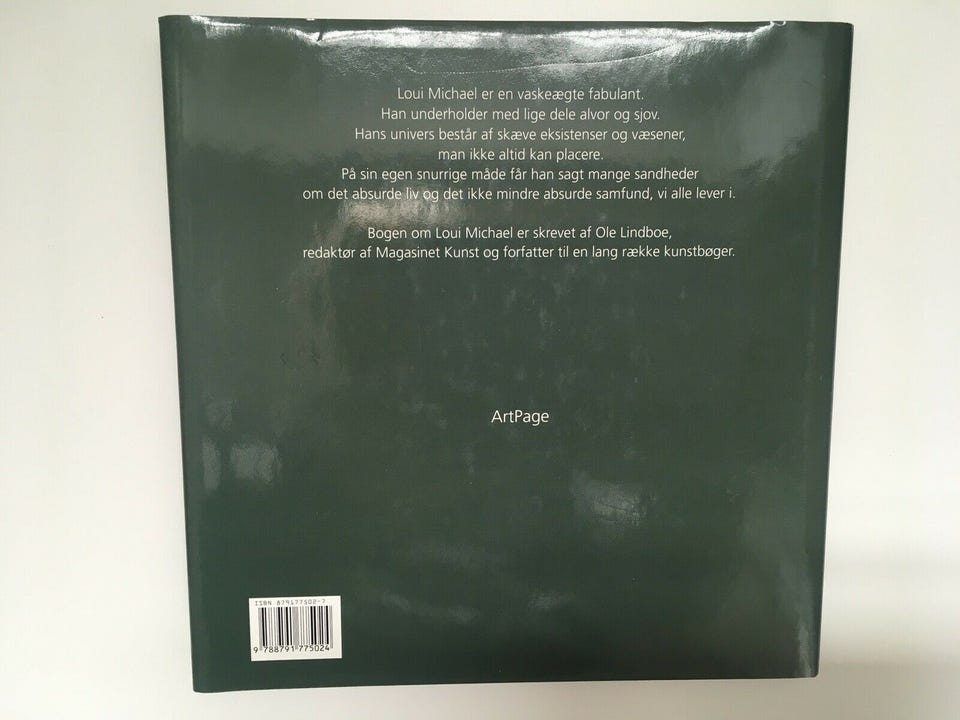 Loui Michael er en vaskeægte fabulant.
Han underholder med lige dele alvor og sjov.
Hans univers består af skæve eksistenser og væsener,
man ikke altid kan placere.
På sin egen snurrige måde får han sagt mange sandheder
om det absurde liv og det ikke mindre absurde samfund, vi alle lever i.
Bogen om Loui Michael er skrevet af Ole Lindboe,
redaktør af Magasinet Kunst og forfatter til en lang række kunstbøger.
ArtPage
ISBN 879177502-7
9 788791 775024